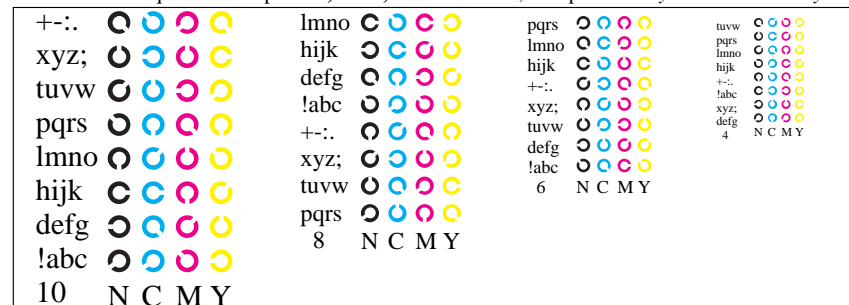 +-:.
xyz;
tuvw
pqrs
lmno
hijk
defg
!abc
10 N C M Y
lmno
hijk
defg
!abc
+-:.
xyz;
tuvw
pqrs
8 N C M Y
pqrs
lmno
hijk
+-:.
xyz;
tuvw
defg
!abc
6 N C M Y
tuvw
pqrs
lmno
hijk
+-:.
!abc
xyz;
defg
4 N C M Y